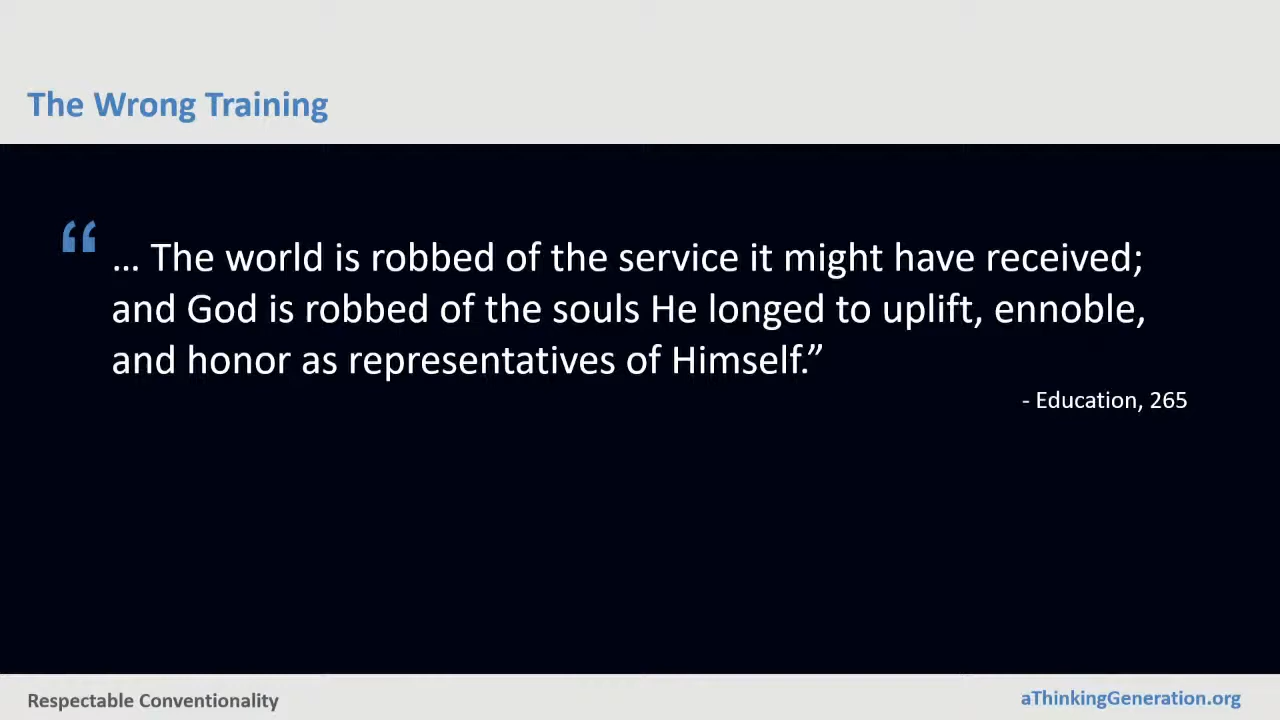 The Wrong Training
“… The world is robbed of the service it might have received;
and God is robbed of the souls He longed to uplift, ennoble,
and honor as representatives of Himself.”
- Education, 265
Respectable Conventionality
aThinkingGeneration.org